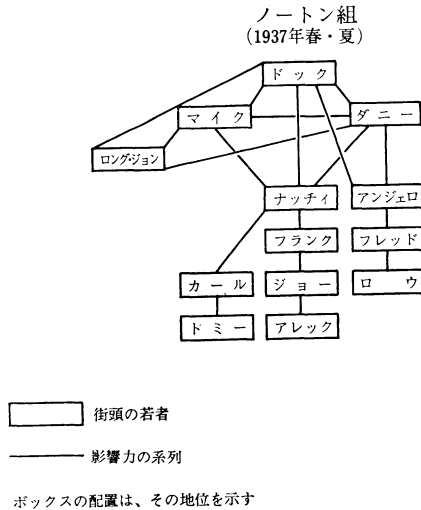 ノートン組
(1937年春・夏)
ドック
マイク
ダニー
ロング・ジョン
ナッチィ
アンジェロ
フランク
フレッド
カール
ジョー
ロウ
ドミー
アレック
街頭の若者
影響力の系列
ボックスの配置は、その地位を示す